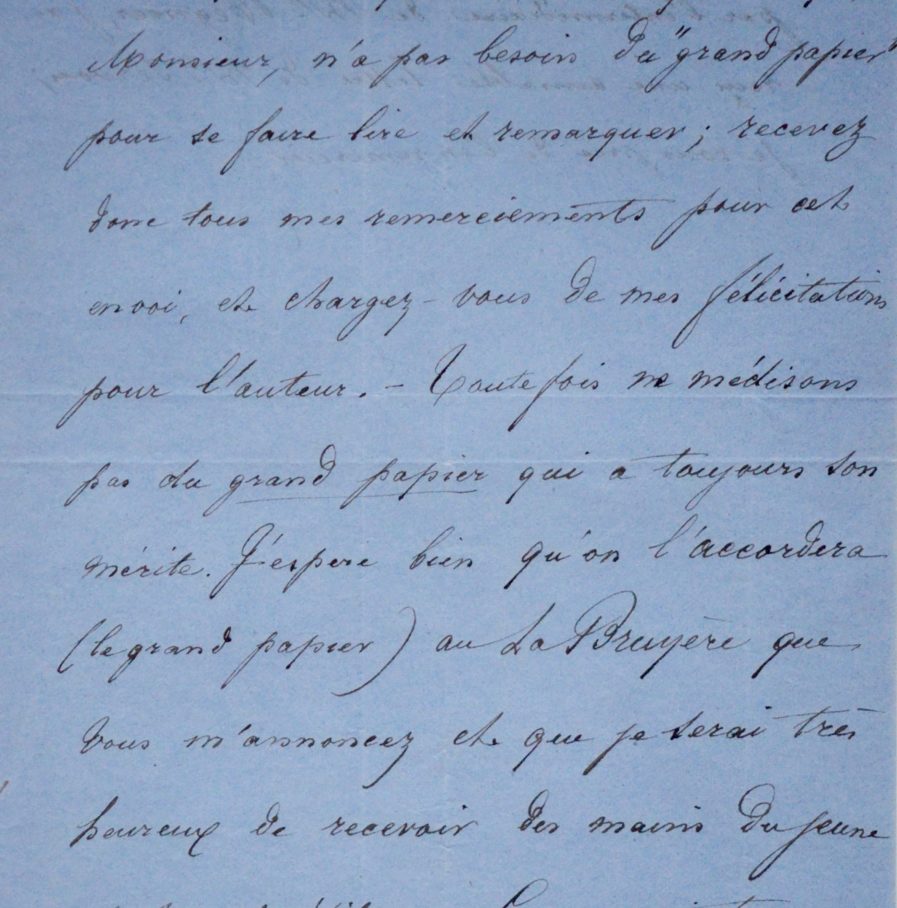 Monsieur, n'a pas besoin du "grand papier"
pour se faire lire et remarquer ; recevez
donc tous mes remerciements pour cet
envoi, et chargez-vous de mes félicitations
pour l'auteur. - Toutefois ne médisons
pas du grand papier qui a toujours son
mérite. J'espere bien qu'on l'accordera
(le grand papier) au La Bruyère que
vous m'annoncez et que je serai très
heureux de recevoir des mains du jeune